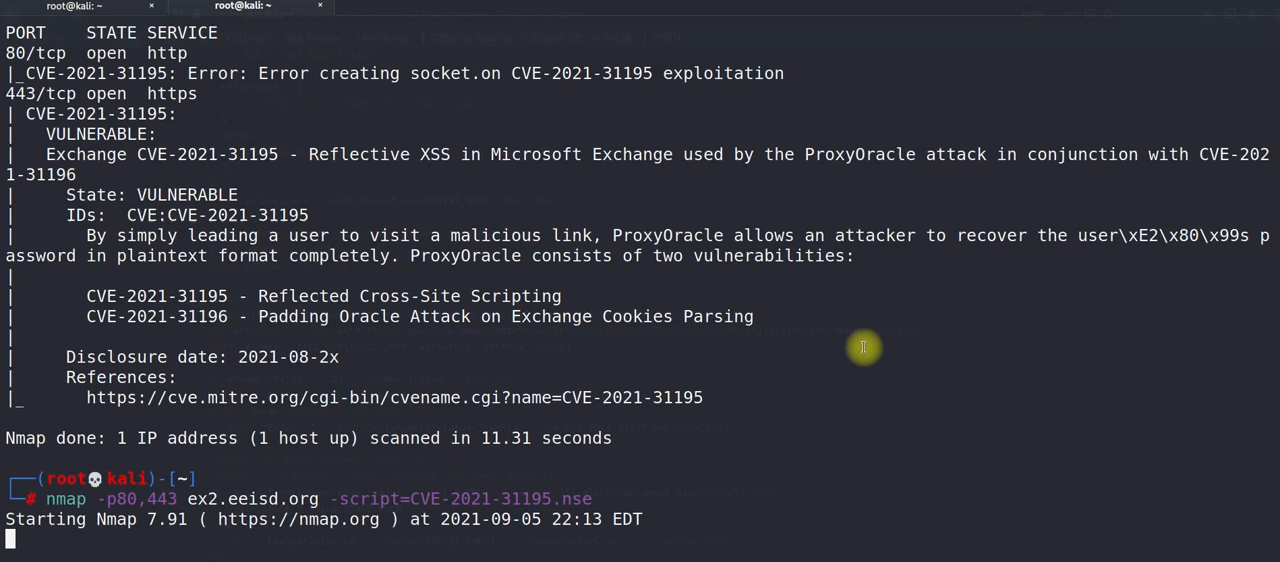 root@kali: ~ × root@kali: ~ ×
PORT    STATE SERVICE
80/tcp  open  http
|_CVE-2021-31195: Error: Error creating socket.on CVE-2021-31195 exploitation
443/tcp open  https
| CVE-2021-31195:
|   VULNERABLE:
|   Exchange CVE-2021-31195 - Reflective XSS in Microsoft Exchange used by the ProxyOracle attack in conjunction with CVE-202
1-31196
|     State: VULNERABLE
|     IDs:  CVE:CVE-2021-31195
|       By simply leading a user to visit a malicious link, ProxyOracle allows an attacker to recover the user\xE2\x80\x99s p
assword in plaintext format completely. ProxyOracle consists of two vulnerabilities:
|
|       CVE-2021-31195 - Reflected Cross-Site Scripting
|       CVE-2021-31196 - Padding Oracle Attack on Exchange Cookies Parsing
|
|     Disclosure date: 2021-08-2x
|     References:
|_      https://cve.mitre.org/cgi-bin/cvename.cgi?name=CVE-2021-31195
Nmap done: 1 IP address (1 host up) scanned in 11.31 seconds
┌──(root💀kali)-[~]
└─# nmap -p80,443 ex2.eeisd.org -script=CVE-2021-31195.nse
Starting Nmap 7.91 ( https://nmap.org ) at 2021-09-05 22:13 EDT